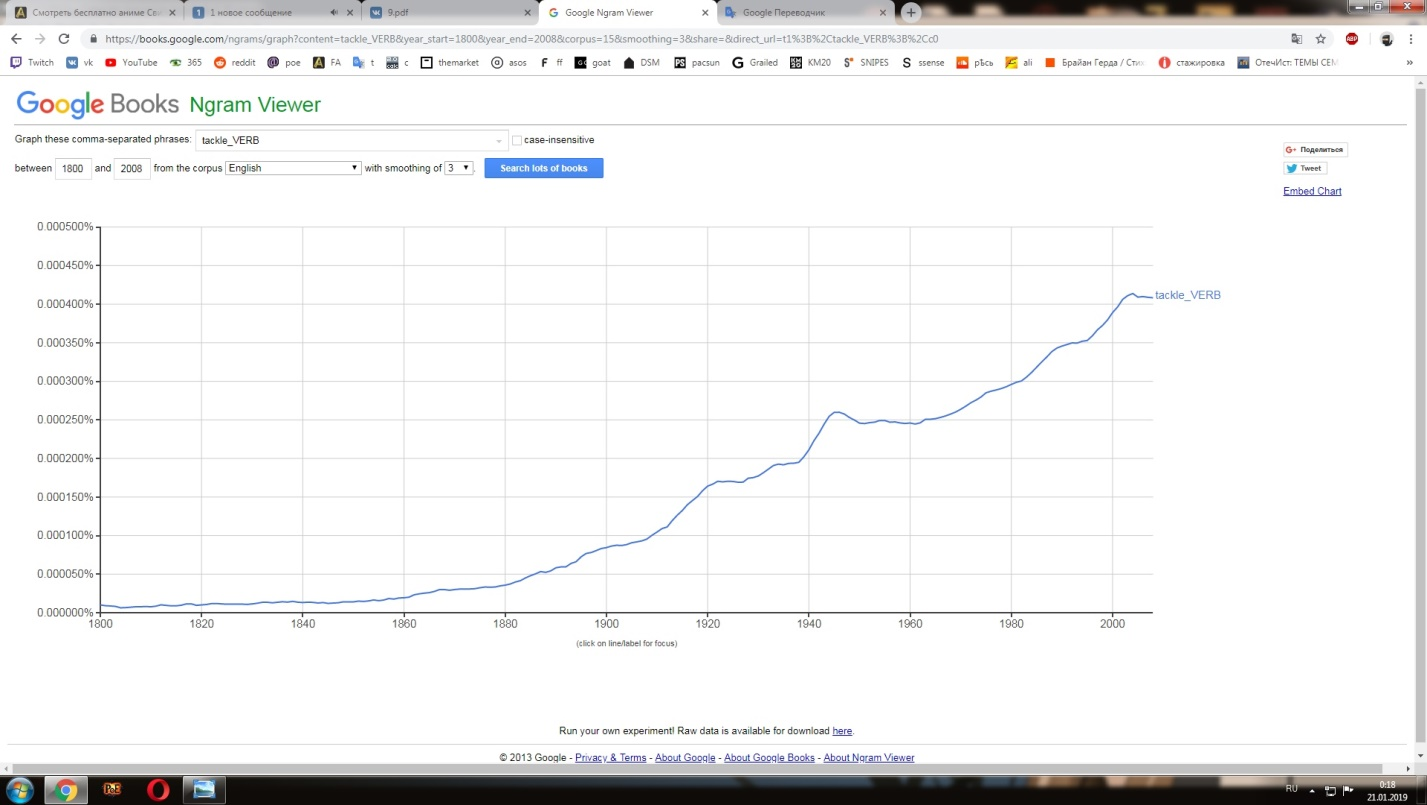 Смотреть бесплатно аниме Сва
1 новое сообщение
9.pdf
Google Ngram Viewer
Google Переводчик
https://books.google.com/ngrams/graph?content=tackle_VERB&year_start=1800&year_end=2008&corpus=15&smoothing=3&share=&direct_url=t1%3B%2Ctackle_VERB%3B%2Cc0
ABP
Twitch vk YouTube 365 reddit poe FA t c themarket asos ff goat DSM pacsun Grailed KM20 SNIPES ssense рѣсь ali Брайан Герда / Стих стажировка ОтечИст: ТЕМЫ СЕМ »
Google Books Ngram Viewer
Graph these comma-separated phrases: tackle_VERB case-insensitive
between 1800 and 2008 from the corpus English with smoothing of 3 . Search lots of books
G+ Поделиться
Tweet
Embed Chart
0.000500%
0.000450%
0.000400%
0.000350%
0.000300%
0.000250%
0.000200%
0.000150%
0.000100%
0.000050%
0.000000%
tackle_VERB
1800 1820 1840 1860 1880 1900 1920 1940 1960 1980 2000
(click on line/label for focus)
Run your own experiment! Raw data is available for download here.
© 2013 Google - Privacy & Terms - About Google - About Google Books - About Ngram Viewer
RU
0:18
21.01.2019